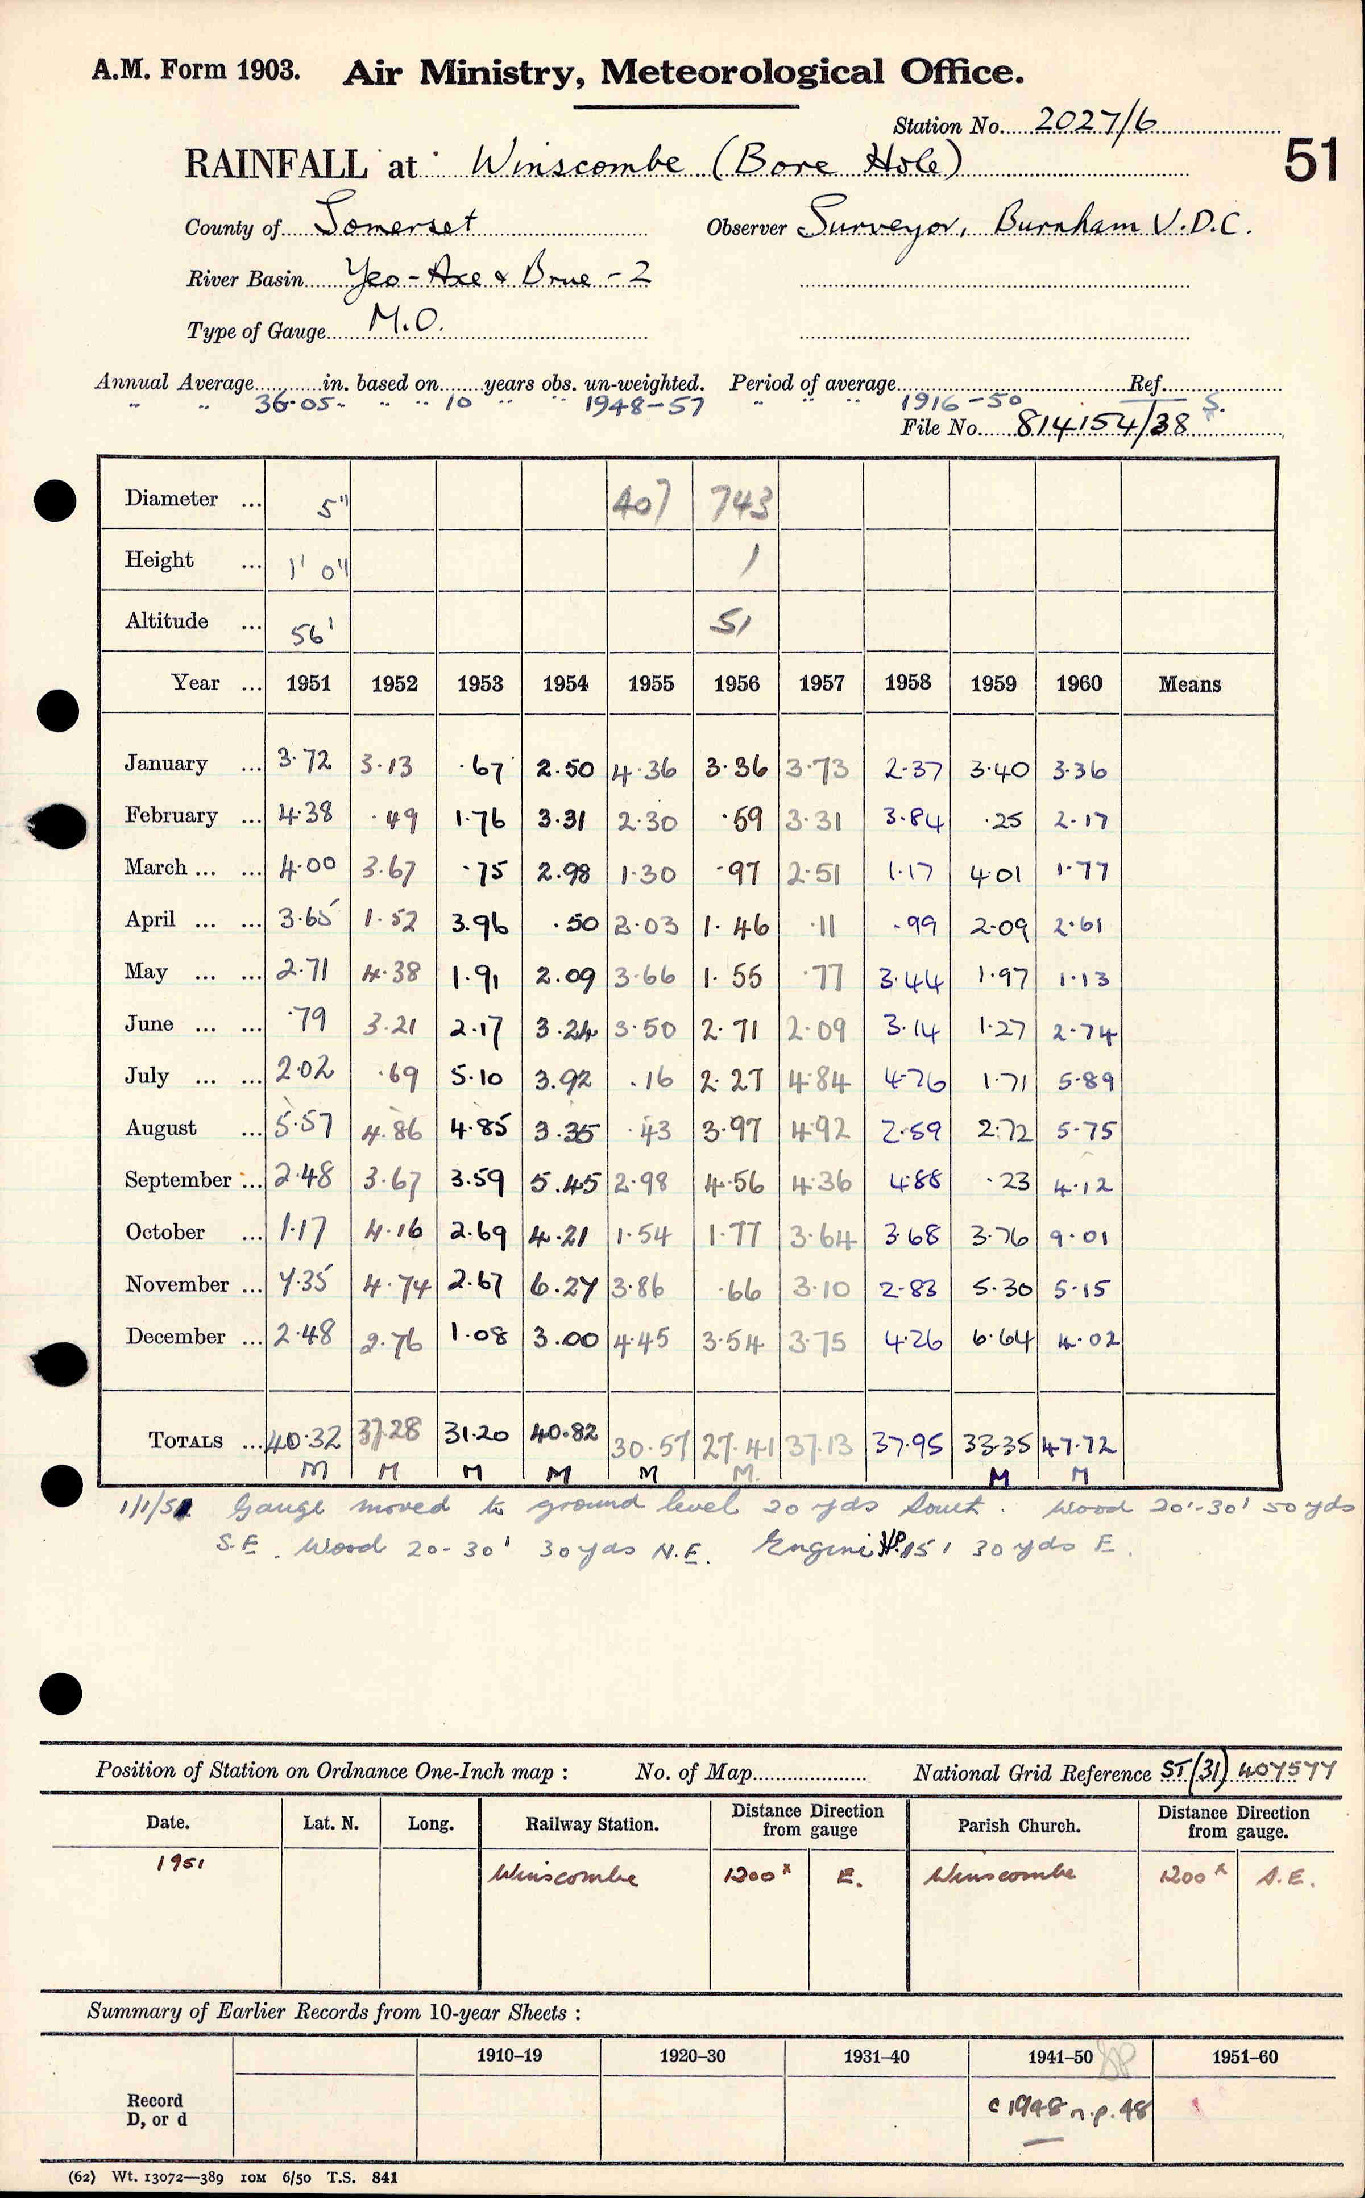 A.M. Form 1903. Air Ministry, Meteorological Office.
Station No. 2027/6
RAINFALL at Winscombe (Bore Hole) 51
County of Somerset Observer Surveyor, Burnham U.D.C.
River Basin Yeo-Axe & Brue - 2
Type of Gauge M.O.
Annual Average in. based on years obs. un-weighted. Period of average Ref.
" " 36.05 " " " 10 " " 1948-57 " " " 1916-50 S.
File No. 814154/38
Diameter ... 5" 407 743
Height ... 1' 0" 1
Altitude ... 56' 51
Year ... 1951 1952 1953 1954 1955 1956 1957 1958 1959 1960 Means
January ... 3.72 3.13 .67 2.50 4.36 3.36 3.73 2.37 3.40 3.36
February ... 4.38 .49 1.76 3.31 2.30 .59 3.31 3.84 .25 2.17
March ... ... 4.00 3.67 .75 2.98 1.30 .97 2.51 1.17 4.01 1.77
April ... ... 3.65 1.52 3.96 .50 2.03 1.46 .11 .99 2.09 2.61
May ... ... 2.71 4.38 1.91 2.09 3.66 1.55 .77 3.44 1.97 1.13
June ... ... .79 3.21 2.17 3.24 3.50 2.71 2.09 3.14 1.27 2.74
July ... ... 2.02 .69 5.10 3.92 .16 2.27 4.84 4.76 1.71 5.89
August ... 5.57 4.86 4.85 3.35 .43 3.97 4.92 2.59 2.72 5.75
September ... 2.48 3.67 3.59 5.45 2.98 4.56 4.36 4.88 .23 4.12
October ... 1.17 4.16 2.69 4.21 1.54 1.77 3.64 3.68 3.76 9.01
November ... 7.35 4.74 2.67 6.27 3.86 .66 3.10 2.83 5.30 5.15
December ... 2.48 2.76 1.08 3.00 4.45 3.54 3.75 4.26 6.64 4.02
TOTALS ... 40.32 37.28 31.20 40.82 30.57 27.41 37.13 37.95 33.35 47.72
M M M M M M. M M
1/1/51 Gauge moved to ground level 20 yds South. Wood 20'-30' 50 yds
S.E. Wood 20-30' 30 yds N.E. Engine 15' 30 yds E.
Position of Station on Ordnance One-Inch map : No. of Map National Grid Reference ST(31) 407577
Date. Lat. N. Long. Railway Station. Distance Direction from gauge Parish Church. Distance Direction from gauge.
1951 Winscombe 1200ˣ E. Winscombe 1200ˣ S.E.
Summary of Earlier Records from 10-year Sheets :
1910–19 1920–30 1931–40 1941–50 1951–60
Record
D, or d
c 1948 n.p. 48
(62) Wt. 13072—389 10M 6/50 T.S. 841